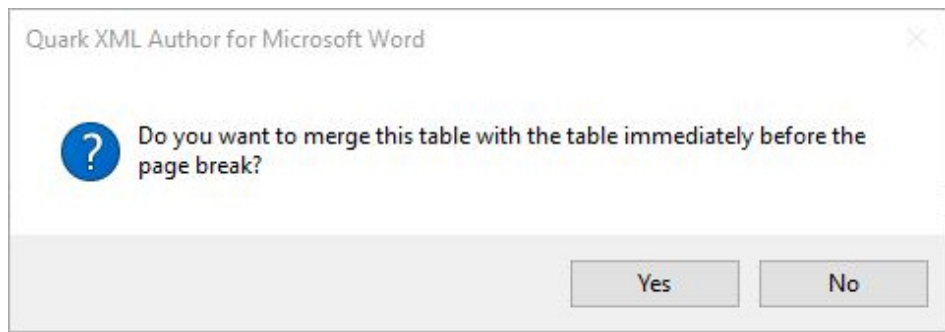 Quark XML Author for Microsoft Word
Do you want to merge this table with the table immediately before the
page break?
Yes
No